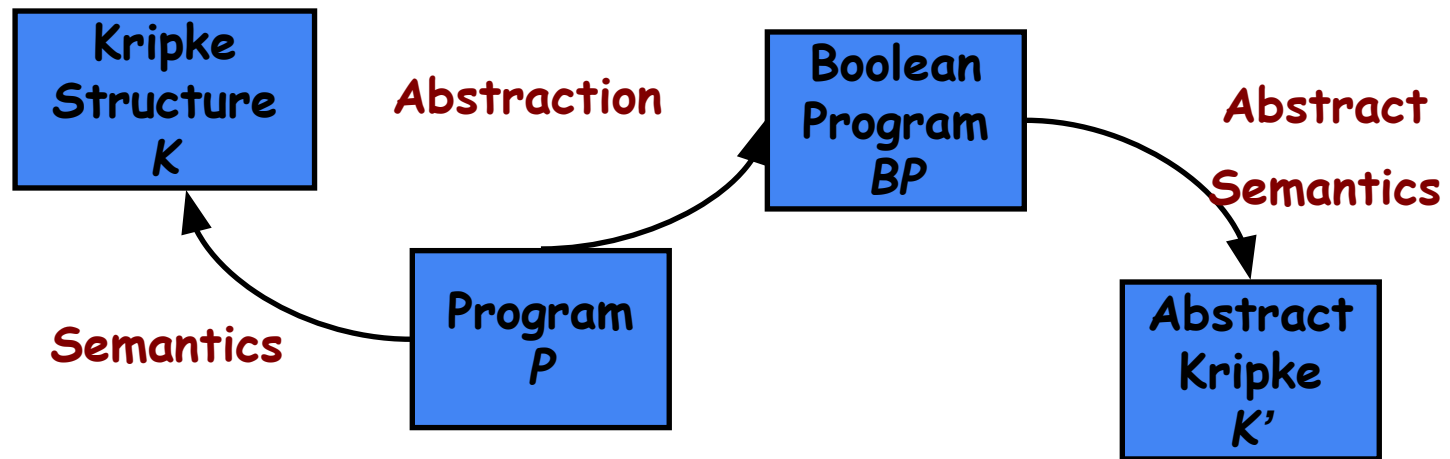 Kripke
Structure
K
Abstraction
Boolean
Program
BP
Abstract
Semantics
Semantics
Program
P
Abstract
Kripke
K’